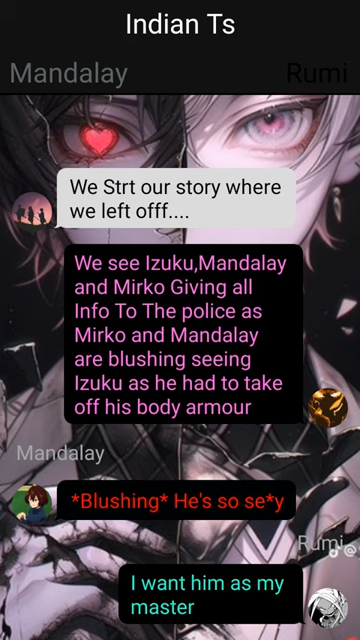 Indian Ts
Mandalay Rumi
We Strt our story where
we left offf....
We see Izuku,Mandalay
and Mirko Giving all
Info To The police as
Mirko and Mandalay
are blushing seeing
Izuku as he had to take
off his body armour
Mandalay
*Blushing* He's so se*y
Rumi
I want him as my
master